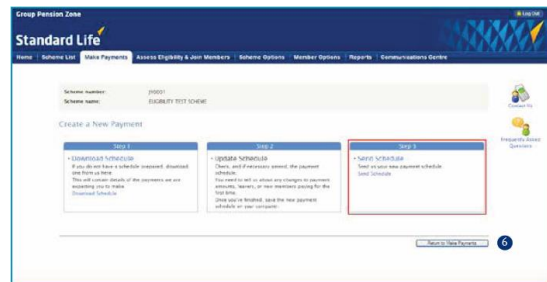 Group Pension Zone
Log Out
Standard Life
Home Scheme List Make Payments Assess Eligibility & Join Members Scheme Options Member Options Reports Communications Centre
Scheme number:
Scheme name: ELIGIBILITY TEST SCHEME
Contact Us
Create a New Payment
Frequently Asked Questions
Step 1
Download Schedule
If you do not have a schedule prepared, download one from us here.
This will contain details of the payments we are expecting you to make.
Download Schedule
Step 2
Update Schedule
Check, and if necessary amend, the payment schedule.
You need to tell us about any changes to payment amounts, leavers, or new members paying for the first time.
Once you're finished, save the new payment schedule on your computer.
Step 3
Send Schedule
Send us your new payment schedule.
Send Schedule
Return to Make Payments
6